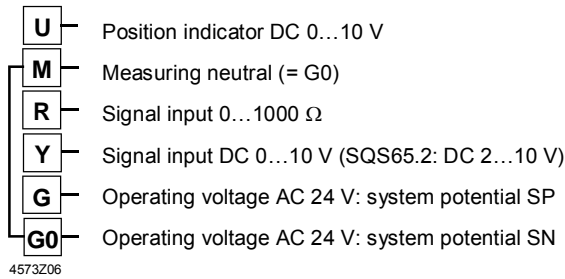 U Position indicator DC 0…10 V
M Measuring neutral (= G0)
R Signal input 0…1000 Ω
Y Signal input DC 0…10 V (SQS65.2: DC 2…10 V)
G Operating voltage AC 24 V: system potential SP
G0 Operating voltage AC 24 V: system potential SN
4573Z06